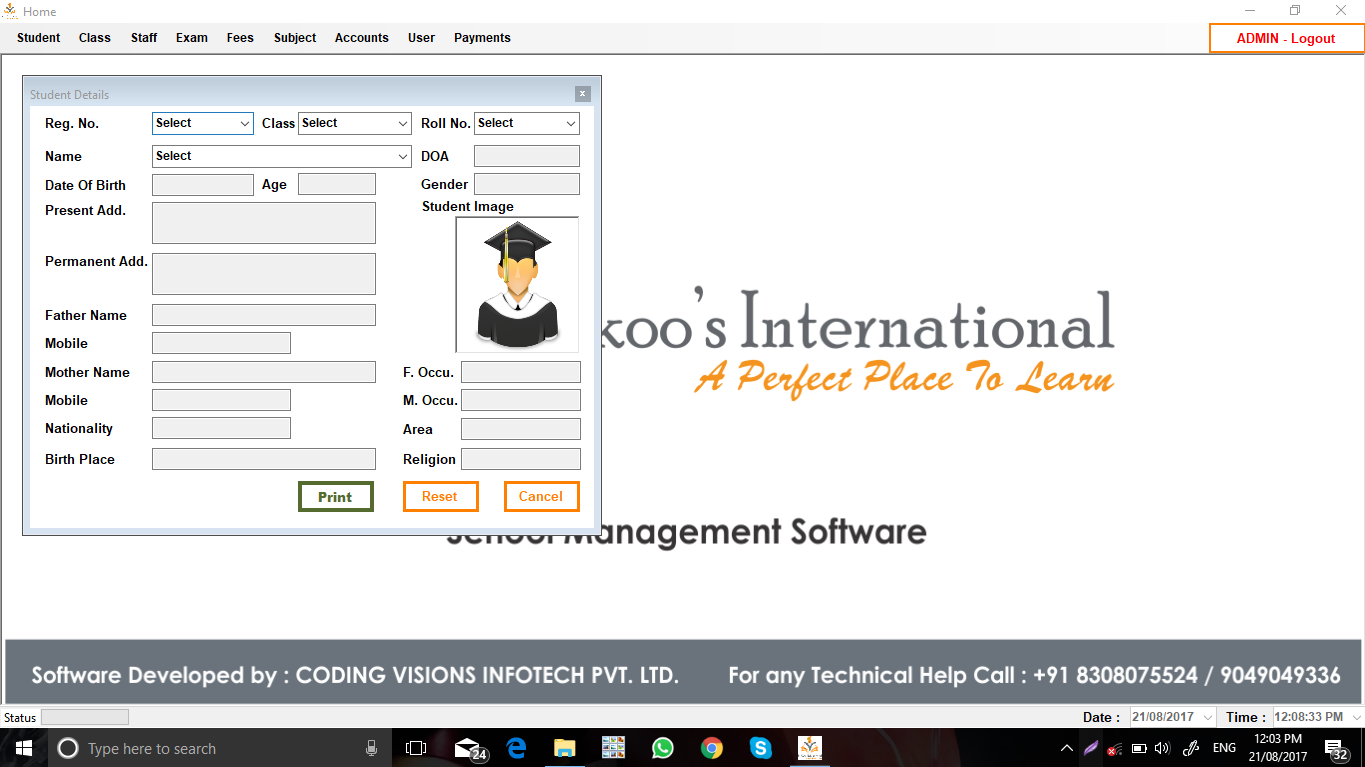 Home
Student Class Staff Exam Fees Subject Accounts User Payments
ADMIN - Logout
Student Details
Reg. No. Select Class Select Roll No. Select
Name Select DOA
Date Of Birth Age Gender
Present Add. Student Image
Permanent Add.
Father Name
Mobile
Mother Name F. Occu.
Mobile M. Occu.
Nationality Area
Birth Place Religion
Print Reset Cancel
koo's International
A Perfect Place To Learn
School Management Software
Software Developed by : CODING VISIONS INFOTECH PVT. LTD. For any Technical Help Call : +91 8308075524 / 9049049336
Status Date : 21/08/2017 Time : 12:08:33 PM
Type here to search 24 ENG 12:03 PM
21/08/2017 32